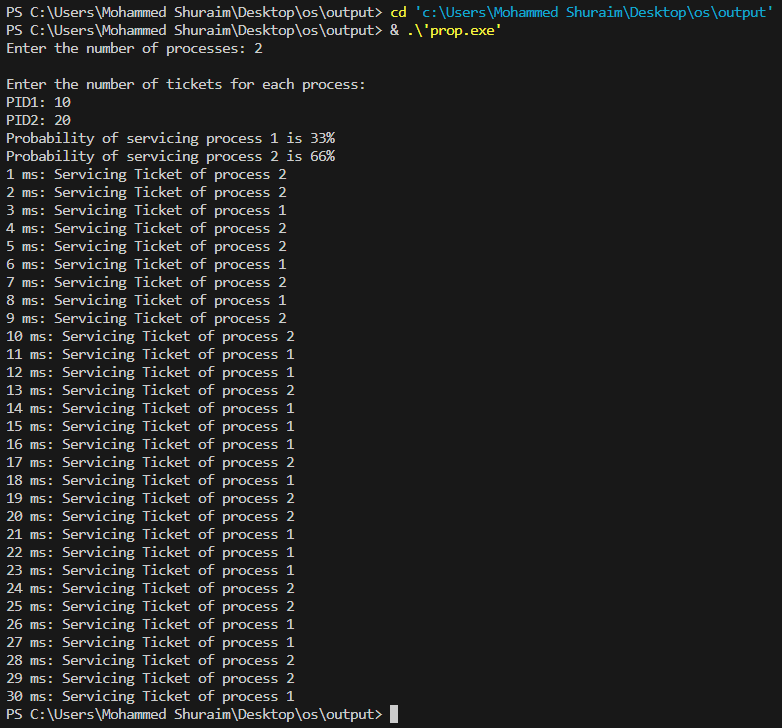 PS C:\Users\Mohammed Shuraim\Desktop\os\output> cd 'c:\Users\Mohammed Shuraim\Desktop\os\output'
PS C:\Users\Mohammed Shuraim\Desktop\os\output> & .\'prop.exe'
Enter the number of processes: 2
Enter the number of tickets for each process:
PID1: 10
PID2: 20
Probability of servicing process 1 is 33%
Probability of servicing process 2 is 66%
1 ms: Servicing Ticket of process 2
2 ms: Servicing Ticket of process 2
3 ms: Servicing Ticket of process 1
4 ms: Servicing Ticket of process 2
5 ms: Servicing Ticket of process 2
6 ms: Servicing Ticket of process 1
7 ms: Servicing Ticket of process 2
8 ms: Servicing Ticket of process 1
9 ms: Servicing Ticket of process 2
10 ms: Servicing Ticket of process 2
11 ms: Servicing Ticket of process 1
12 ms: Servicing Ticket of process 1
13 ms: Servicing Ticket of process 2
14 ms: Servicing Ticket of process 1
15 ms: Servicing Ticket of process 1
16 ms: Servicing Ticket of process 1
17 ms: Servicing Ticket of process 2
18 ms: Servicing Ticket of process 1
19 ms: Servicing Ticket of process 2
20 ms: Servicing Ticket of process 2
21 ms: Servicing Ticket of process 1
22 ms: Servicing Ticket of process 1
23 ms: Servicing Ticket of process 1
24 ms: Servicing Ticket of process 2
25 ms: Servicing Ticket of process 2
26 ms: Servicing Ticket of process 1
27 ms: Servicing Ticket of process 1
28 ms: Servicing Ticket of process 2
29 ms: Servicing Ticket of process 2
30 ms: Servicing Ticket of process 1
PS C:\Users\Mohammed Shuraim\Desktop\os\output>